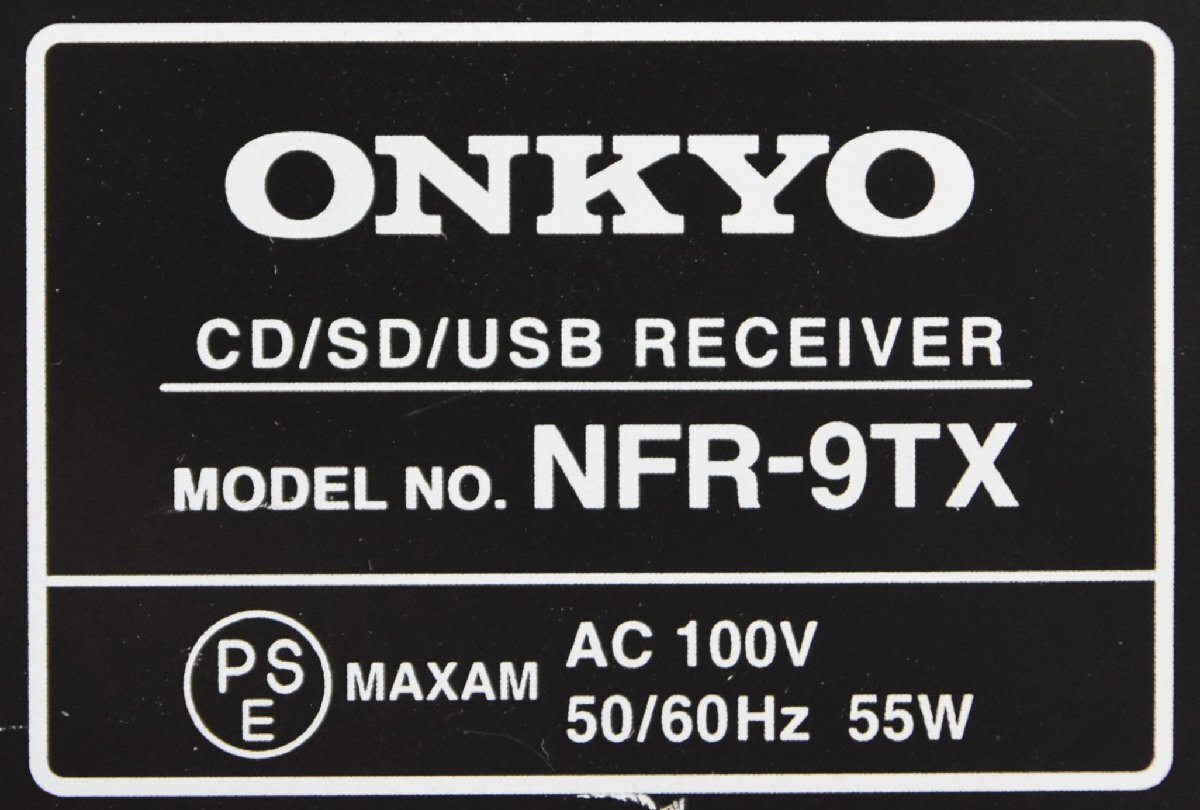 ONKYO
CD/SD/USB RECEIVER
MODEL NO. NFR-9TX
PS
E
MAXAM
AC 100V
50/60Hz 55W